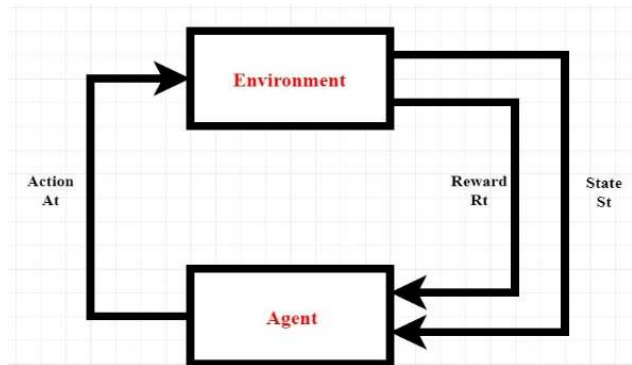 Environment
Action
At
Reward
Rt
State
St
Agent